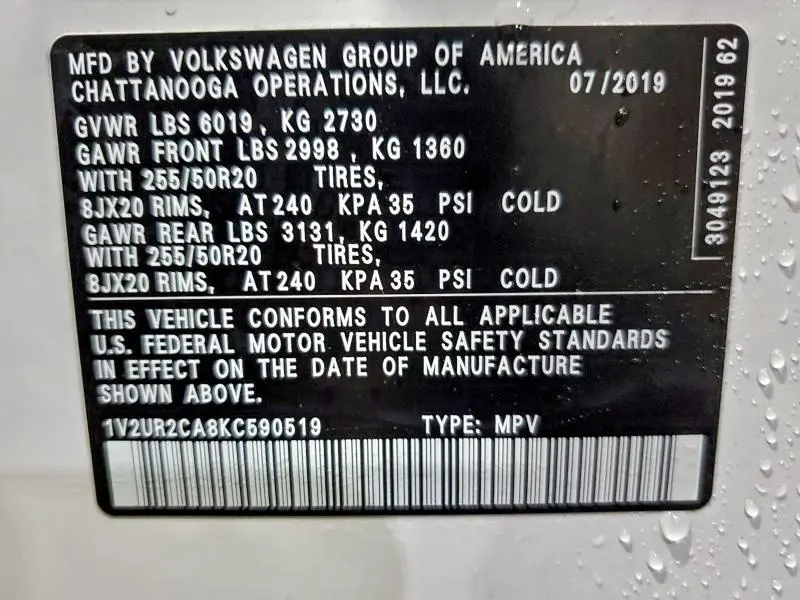 MFD BY VOLKSWAGEN GROUP OF AMERICA
CHATTANOOGA OPERATIONS, LLC. 07/2019
GVWR LBS 6019, KG 2730
GAWR FRONT LBS 2998, KG 1360
WITH 255/50R20 TIRES,
8JX20 RIMS, AT 240 KPA 35 PSI COLD
GAWR REAR LBS 3131, KG 1420
WITH 255/50R20 TIRES,
8JX20 RIMS, AT 240 KPA 35 PSI COLD
THIS VEHICLE CONFORMS TO ALL APPLICABLE
U.S. FEDERAL MOTOR VEHICLE SAFETY STANDARDS
IN EFFECT ON THE DATE OF MANUFACTURE
SHOWN ABOVE.
1V2UR2CA8KC590519 TYPE: MPV
3049123 2019 62